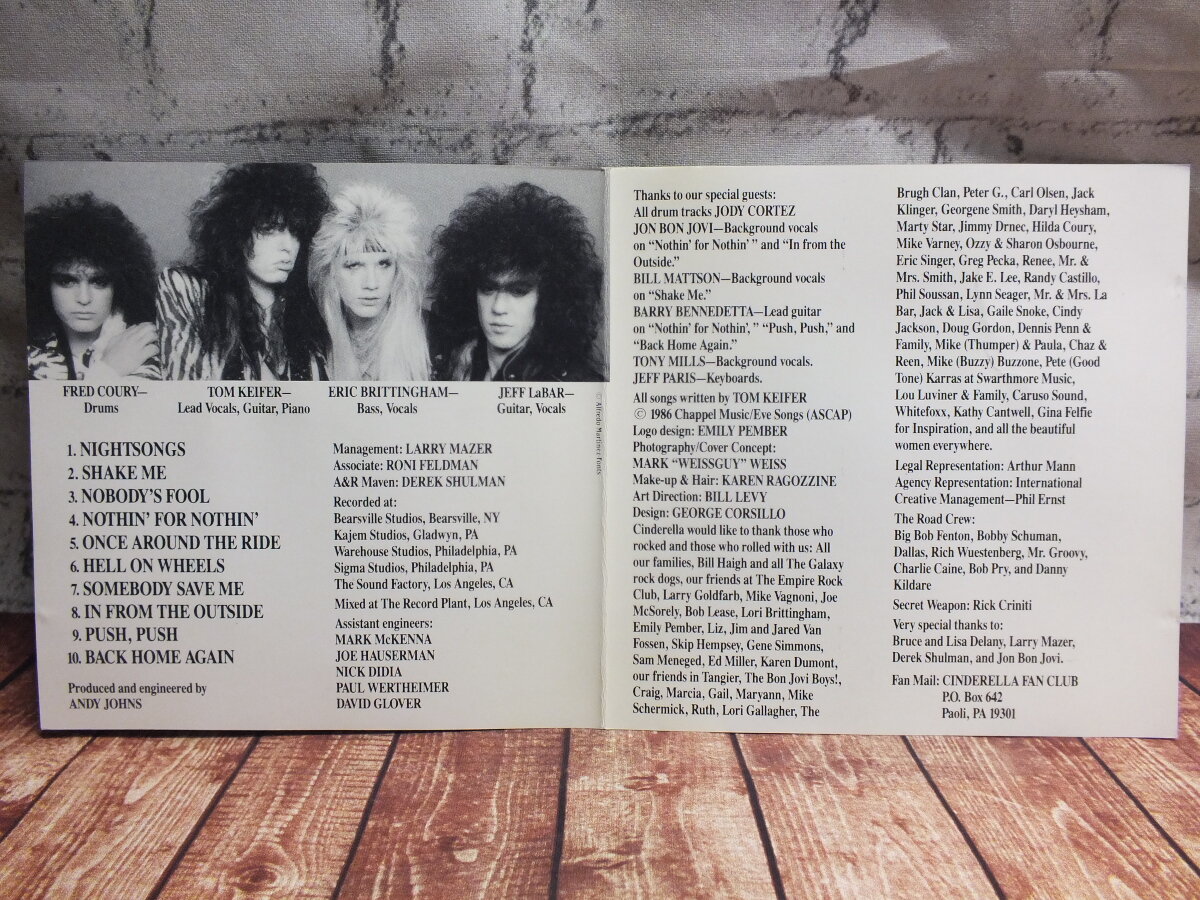 FRED COURY—
Drums
TOM KEIFER—
Lead Vocals, Guitar, Piano
ERIC BRITTINGHAM—
Bass, Vocals
JEFF LaBAR—
Guitar, Vocals
© Alfredo Martinez-Fonts
1. NIGHTSONGS
2. SHAKE ME
3. NOBODY'S FOOL
4. NOTHIN' FOR NOTHIN'
5. ONCE AROUND THE RIDE
6. HELL ON WHEELS
7. SOMEBODY SAVE ME
8. IN FROM THE OUTSIDE
9. PUSH, PUSH
10. BACK HOME AGAIN
Produced and engineered by
ANDY JOHNS
Management: LARRY MAZER
Associate: RONI FELDMAN
A&R Maven: DEREK SHULMAN
Recorded at:
Bearsville Studios, Bearsville, NY
Kajem Studios, Gladwyn, PA
Warehouse Studios, Philadelphia, PA
Sigma Studios, Philadelphia, PA
The Sound Factory, Los Angeles, CA
Mixed at The Record Plant, Los Angeles, CA
Assistant engineers:
MARK McKENNA
JOE HAUSERMAN
NICK DIDIA
PAUL WERTHEIMER
DAVID GLOVER
Thanks to our special guests:
All drum tracks JODY CORTEZ
JON BON JOVI—Background vocals
on "Nothin' for Nothin' " and "In from the
Outside."
BILL MATTSON—Background vocals
on "Shake Me."
BARRY BENNEDETTA—Lead guitar
on "Nothin' for Nothin'," "Push, Push," and
"Back Home Again."
TONY MILLS—Background vocals.
JEFF PARIS—Keyboards.
All songs written by TOM KEIFER
© 1986 Chappel Music/Eve Songs (ASCAP)
Logo design: EMILY PEMBER
Photography/Cover Concept:
MARK "WEISSGUY" WEISS
Make-up & Hair: KAREN RAGOZZINE
Art Direction: BILL LEVY
Design: GEORGE CORSILLO
Cinderella would like to thank those who
rocked and those who rolled with us: All
our families, Bill Haigh and all The Galaxy
rock dogs, our friends at The Empire Rock
Club, Larry Goldfarb, Mike Vagnoni, Joe
McSorely, Bob Lease, Lori Brittingham,
Emily Pember, Liz, Jim and Jared Van
Fossen, Skip Hempsey, Gene Simmons,
Sam Meneged, Ed Miller, Karen Dumont,
our friends in Tangier, The Bon Jovi Boys!,
Craig, Marcia, Gail, Maryann, Mike
Schermick, Ruth, Lori Gallagher, The
Brugh Clan, Peter G., Carl Olsen, Jack
Klinger, Georgene Smith, Daryl Heysham,
Marty Star, Jimmy Drnec, Hilda Coury,
Mike Varney, Ozzy & Sharon Osbourne,
Eric Singer, Greg Pecka, Renee, Mr. &
Mrs. Smith, Jake E. Lee, Randy Castillo,
Phil Soussan, Lynn Seager, Mr. & Mrs. La
Bar, Jack & Lisa, Gaile Snoke, Cindy
Jackson, Doug Gordon, Dennis Penn &
Family, Mike (Thumper) & Paula, Chaz &
Reen, Mike (Buzzy) Buzzone, Pete (Good
Tone) Karras at Swarthmore Music,
Lou Luviner & Family, Caruso Sound,
Whitefoxx, Kathy Cantwell, Gina Felfie
for Inspiration, and all the beautiful
women everywhere.
Legal Representation: Arthur Mann
Agency Representation: International
Creative Management—Phil Ernst
The Road Crew:
Big Bob Fenton, Bobby Schuman,
Dallas, Rich Wuestenberg, Mr. Groovy,
Charlie Caine, Bob Pry, and Danny
Kildare
Secret Weapon: Rick Criniti
Very special thanks to:
Bruce and Lisa Delany, Larry Mazer,
Derek Shulman, and Jon Bon Jovi.
Fan Mail: CINDERELLA FAN CLUB
P.O. Box 642
Paoli, PA 19301